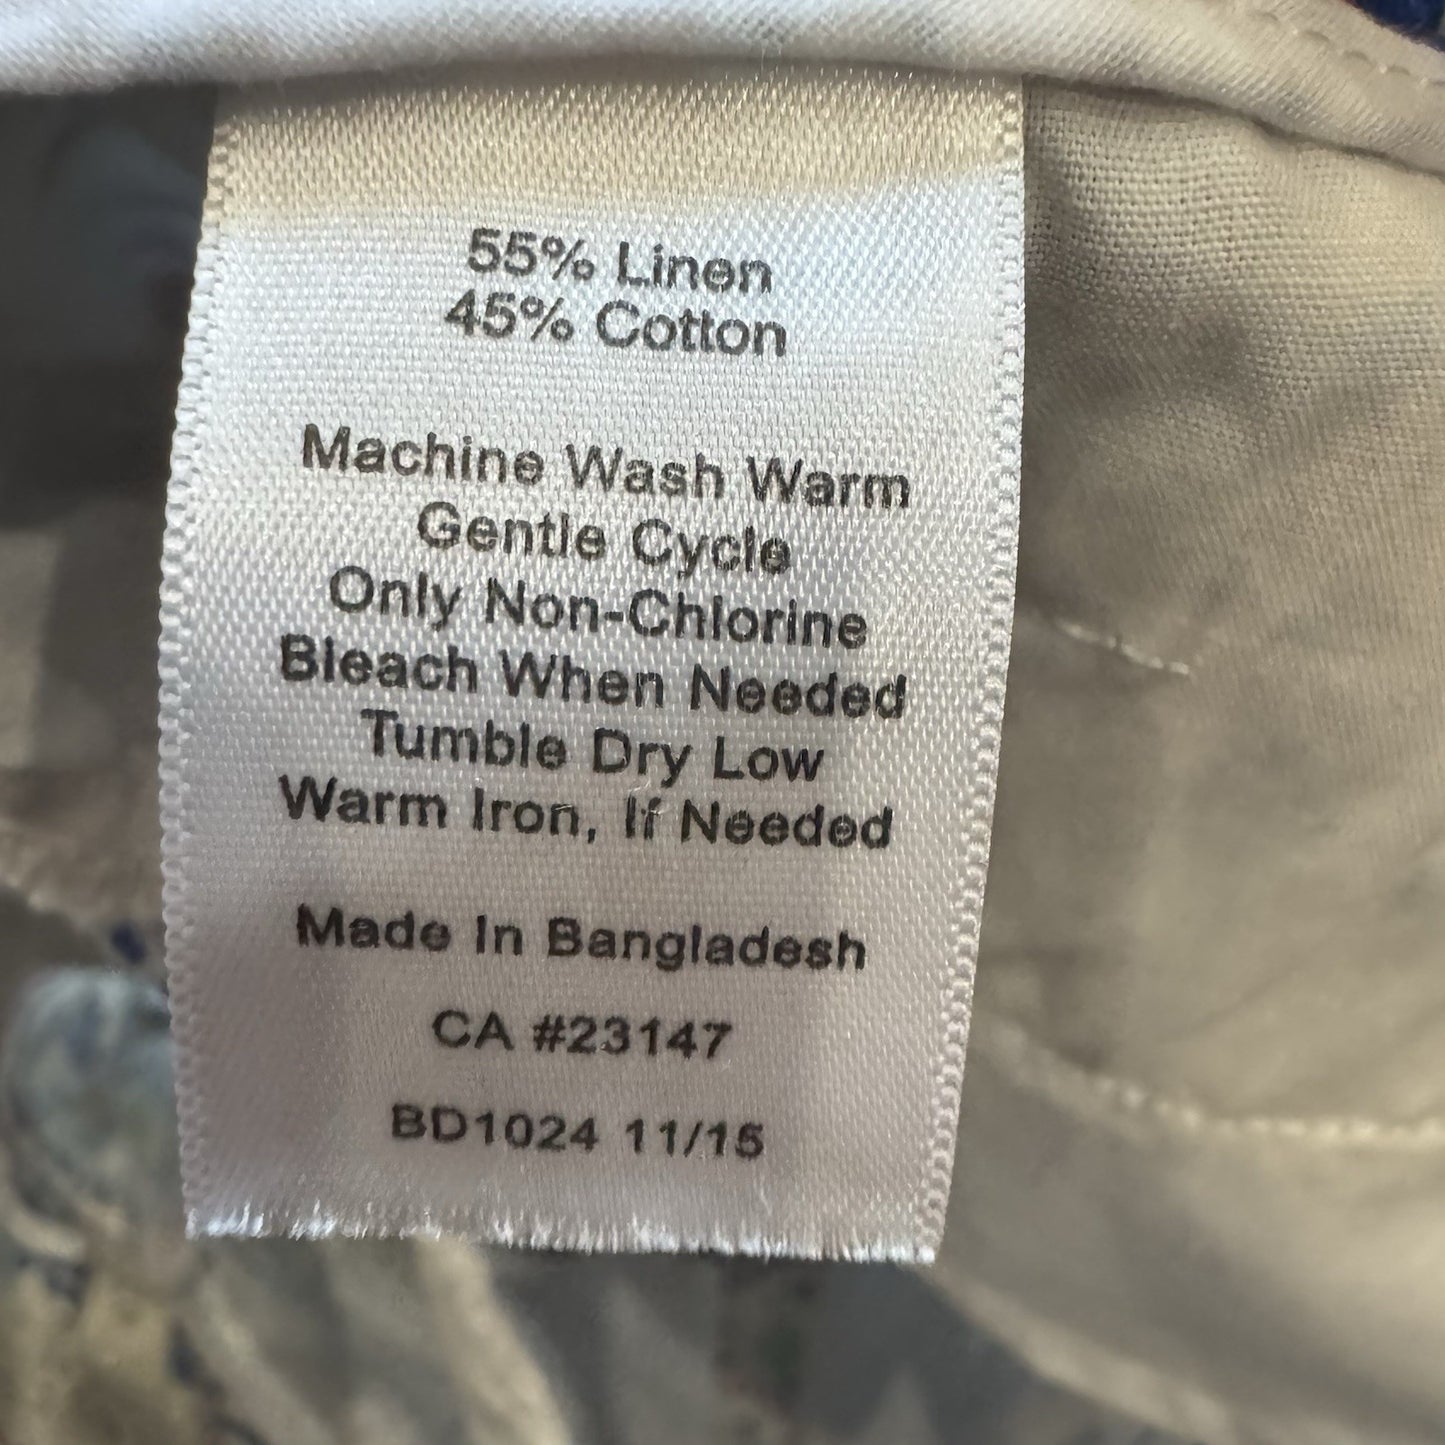 55% Linen
45% Cotton
Machine Wash Warm
Gentle Cycle
Only Non-Chlorine
Bleach When Needed
Tumble Dry Low
Warm Iron, If Needed
Made In Bangladesh
CA #23147
BD1024 11/15